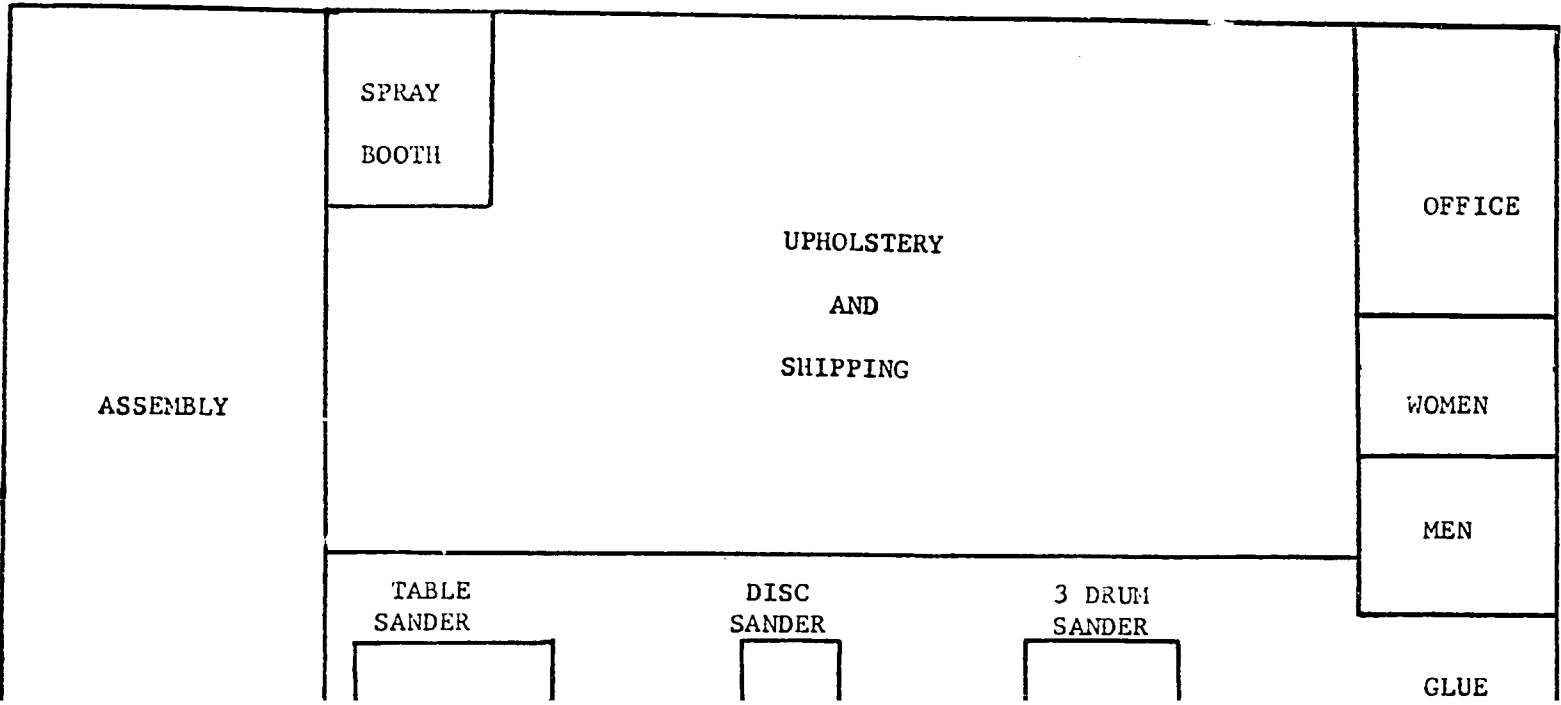 SPRAY
BOOTH
OFFICE
UPHOLSTERY
AND
SHIPPING
ASSEMBLY
WOMEN
MEN
TABLE
SANDER
DISC
SANDER
3 DRUM
SANDER
GLUE